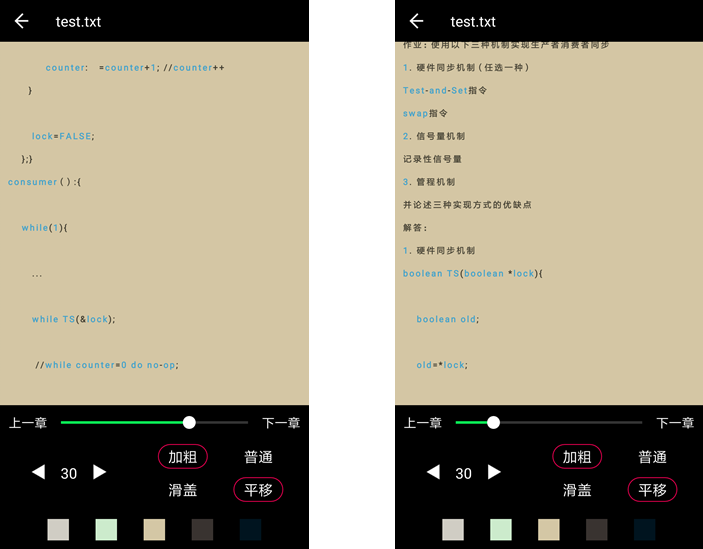 test.txt
counter: =counter+1; //counter++
}
lock=FALSE;
};}
consumer():{
while(1){
...
while TS(&lock);
//while counter=0 do no-op;
上一章
下一章
30
加粗
普通
滑盖
平移
test.txt
作业：使用以下三种机制实现生产者消费者同步
1. 硬件同步机制（任选一种）
Test-and-Set指令
swap指令
2. 信号量机制
记录性信号量
3. 管程机制
并论述三种实现方式的优缺点
解答：
1. 硬件同步机制
boolean TS(boolean *lock){
boolean old;
old=*lock;
上一章
下一章
30
加粗
普通
滑盖
平移